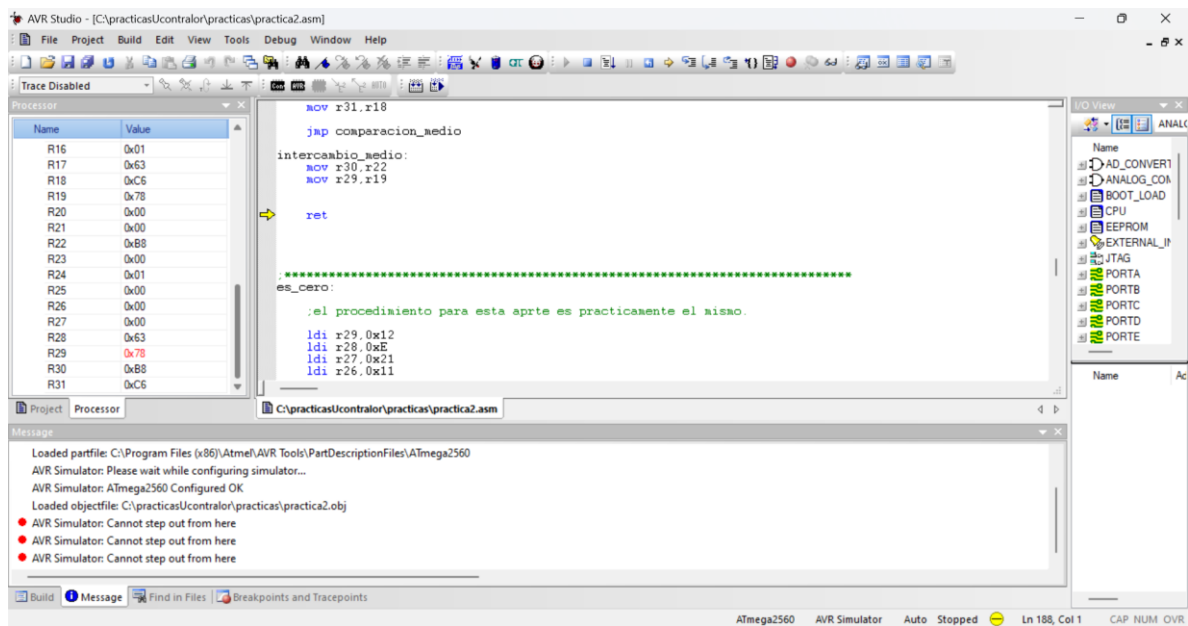 AVR Studio - [C:\practicasUcontralor\practicas\practica2.asm]
File Project Build Edit View Tools Debug Window Help
Trace Disabled
AUTO
Processor
Name Value
R16 0x01
R17 0x63
R18 0xC6
R19 0x78
R20 0x00
R21 0x00
R22 0xB8
R23 0x00
R24 0x01
R25 0x00
R26 0x00
R27 0x00
R28 0x63
R29 0x78
R30 0xB8
R31 0xC6
Project Processor
mov r31,r18
jmp comparacion_medio
intercambio_medio:
mov r30,r22
mov r29,r19
ret
;*****************************************************************************
es_cero:
;el procedimiento para esta aprte es practicamente el mismo.
ldi r29,0x12
ldi r28,0xE
ldi r27,0x21
ldi r26,0x11
C:\practicasUcontralor\practicas\practica2.asm
I/O View
ANALO
Name
AD_CONVERT
ANALOG_COM
BOOT_LOAD
CPU
EEPROM
EXTERNAL_IN
JTAG
PORTA
PORTB
PORTC
PORTD
PORTE
Name Ac
Message
Loaded partfile: C:\Program Files (x86)\Atmel\AVR Tools\PartDescriptionFiles\ATmega2560
AVR Simulator: Please wait while configuring simulator...
AVR Simulator: ATmega2560 Configured OK
Loaded objectfile: C:\practicasUcontralor\practicas\practica2.obj
AVR Simulator: Cannot step out from here
AVR Simulator: Cannot step out from here
AVR Simulator: Cannot step out from here
Build Message Find in Files Breakpoints and Tracepoints
ATmega2560 AVR Simulator Auto Stopped Ln 188, Col 1 CAP NUM OVR